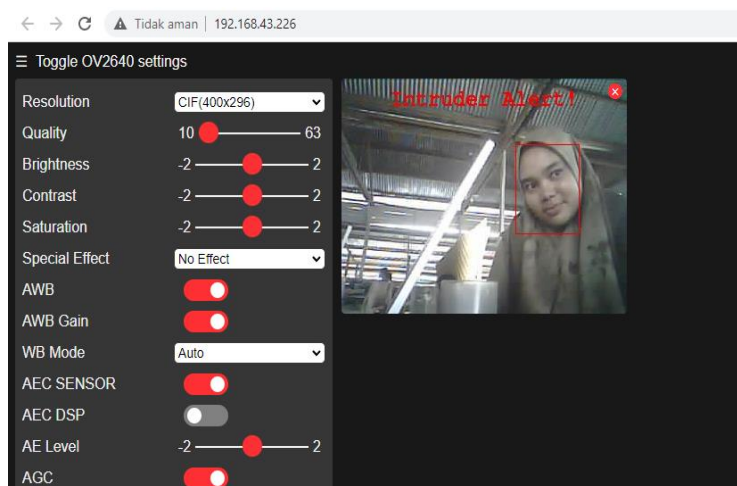 Tidak aman | 192.168.43.226
☰ Toggle OV2640 settings
Resolution CIF(400x296)
Quality 10 63
Brightness -2 2
Contrast -2 2
Saturation -2 2
Special Effect No Effect
AWB
AWB Gain
WB Mode Auto
AEC SENSOR
AEC DSP
AE Level -2 2
AGC
Intruder Alert!